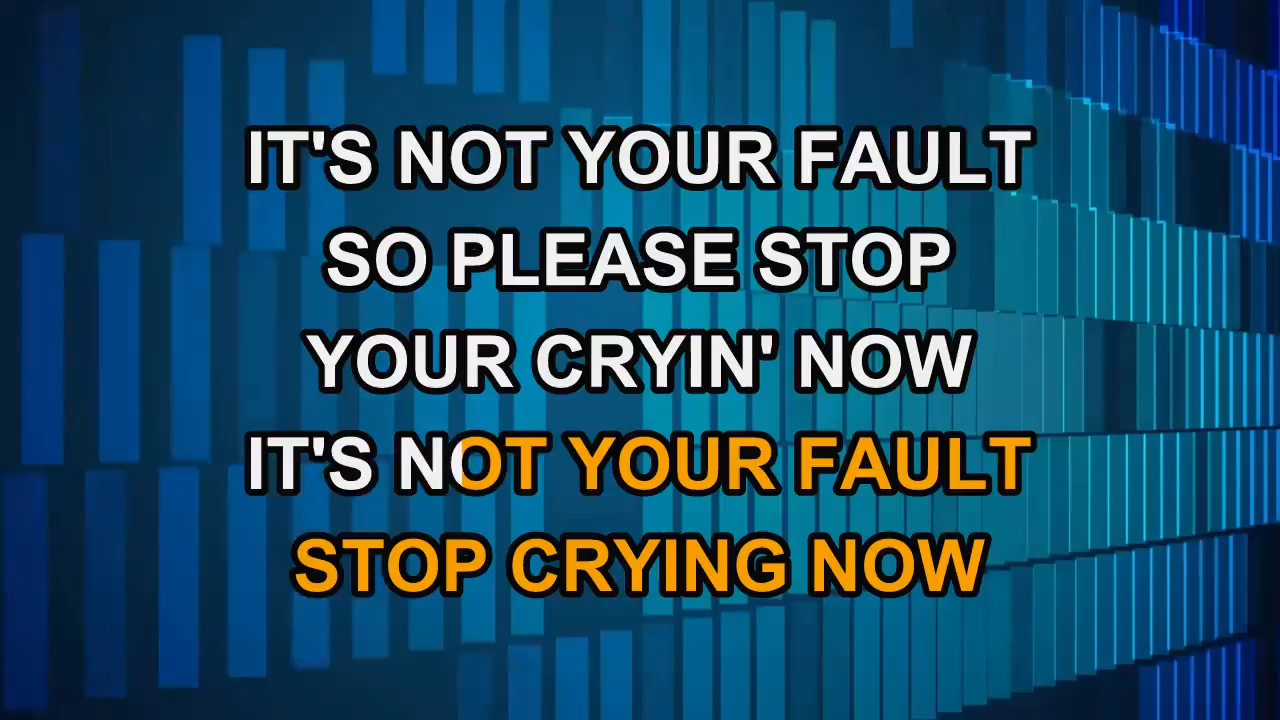 IT'S NOT YOUR FAULT
SO PLEASE STOP
YOUR CRYIN' NOW
IT'S NOT YOUR FAULT
STOP CRYING NOW